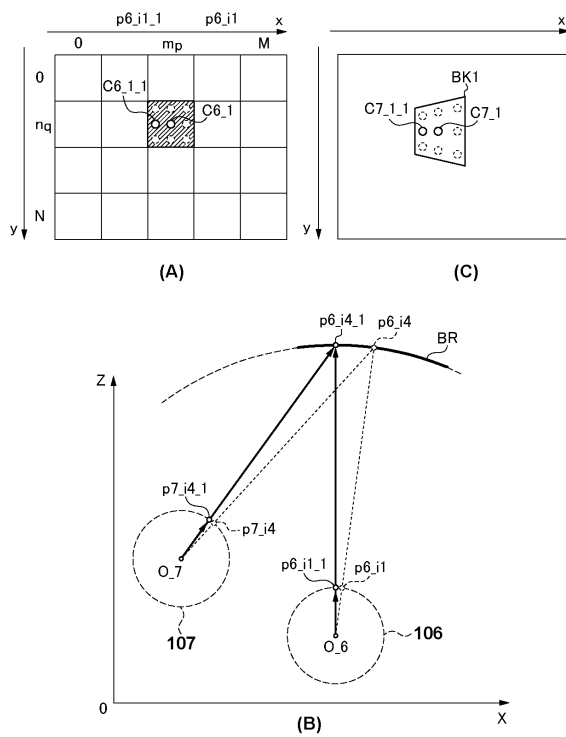 p6_i1_1
p6_i1
x
0
mp
M
0
C6_1_1
C6_1
nq
N
y
(A)
x
BK1
C7_1_1
C7_1
y
(C)
p6_i4_1
p6_i4
BR
Z
p7_i4_1
p7_i4
O_7
107
p6_i1_1
p6_i1
O_6
106
0
X
(B)